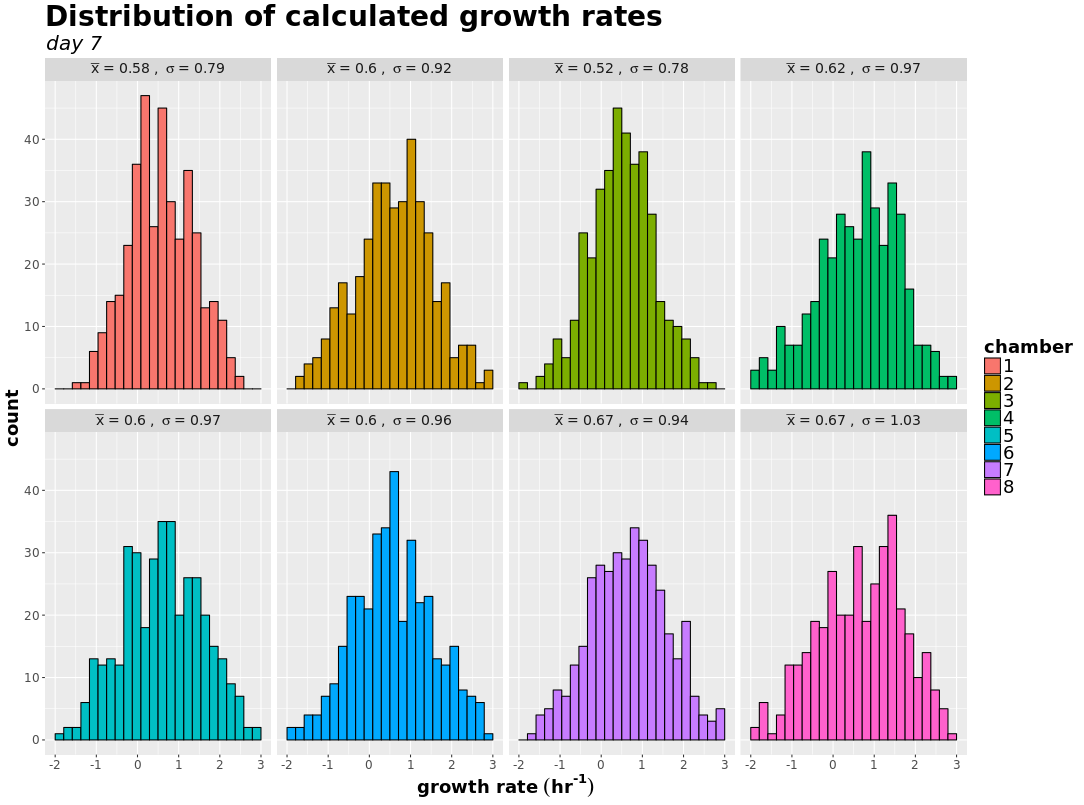 Distribution of calculated growth rates
day 7
x̅ = 0.58 , σ = 0.79
x̅ = 0.6 , σ = 0.92
x̅ = 0.52 , σ = 0.78
x̅ = 0.62 , σ = 0.97
40
30
20
10
0
count
x̅ = 0.6 , σ = 0.97
x̅ = 0.6 , σ = 0.96
x̅ = 0.67 , σ = 0.94
x̅ = 0.67 , σ = 1.03
40
30
20
10
0
-2 -1 0 1 2 3
-2 -1 0 1 2 3
-2 -1 0 1 2 3
-2 -1 0 1 2 3
growth rate (hr⁻¹)
chamber
1
2
3
4
5
6
7
8